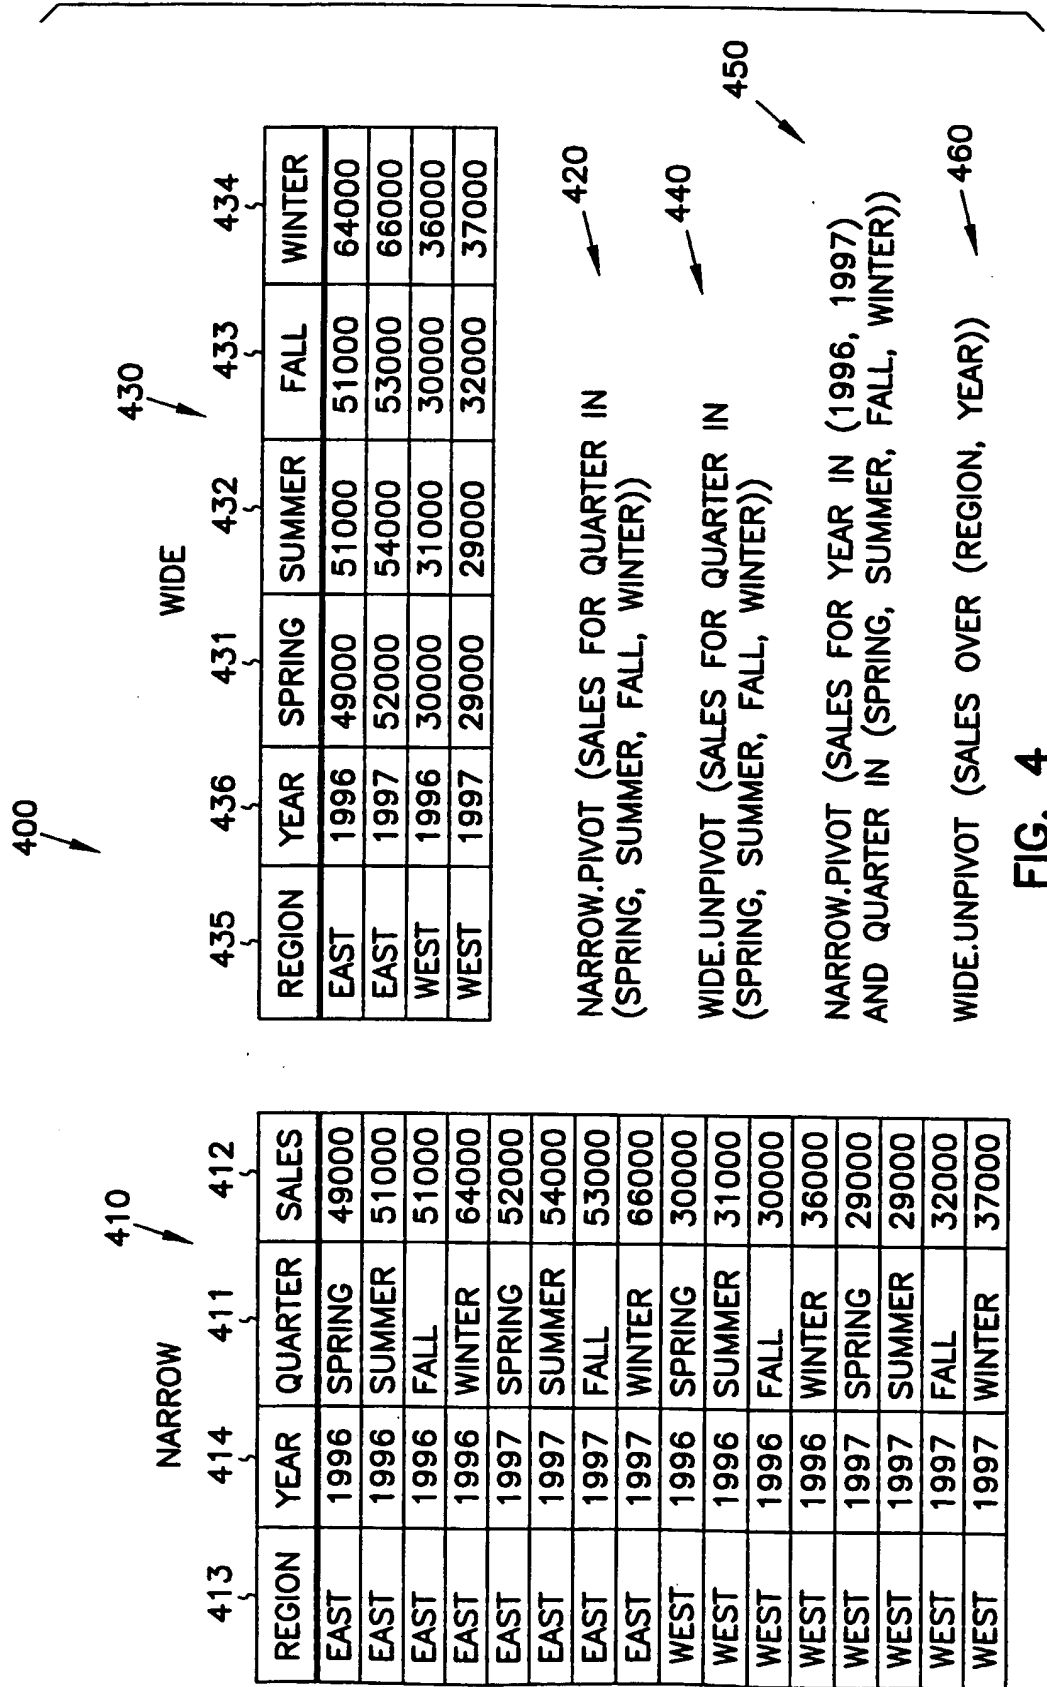 400
NARROW
410
413 414 411 412
REGION YEAR QUARTER SALES
EAST 1996 SPRING 49000
EAST 1996 SUMMER 51000
EAST 1996 FALL 51000
EAST 1996 WINTER 64000
EAST 1997 SPRING 52000
EAST 1997 SUMMER 54000
EAST 1997 FALL 53000
EAST 1997 WINTER 66000
WEST 1996 SPRING 30000
WEST 1996 SUMMER 31000
WEST 1996 FALL 30000
WEST 1996 WINTER 36000
WEST 1997 SPRING 29000
WEST 1997 SUMMER 29000
WEST 1997 FALL 32000
WEST 1997 WINTER 37000
WIDE
430
435 436 431 432 433 434
REGION YEAR SPRING SUMMER FALL WINTER
EAST 1996 49000 51000 51000 64000
EAST 1997 52000 54000 53000 66000
WEST 1996 30000 31000 30000 36000
WEST 1997 29000 29000 32000 37000
NARROW.PIVOT (SALES FOR QUARTER IN
(SPRING, SUMMER, FALL, WINTER))
420
WIDE.UNPIVOT (SALES FOR QUARTER IN
(SPRING, SUMMER, FALL, WINTER))
440
NARROW.PIVOT (SALES FOR YEAR IN (1996, 1997)
AND QUARTER IN (SPRING, SUMMER, FALL, WINTER))
450
WIDE.UNPIVOT (SALES OVER (REGION, YEAR))
460
FIG. 4